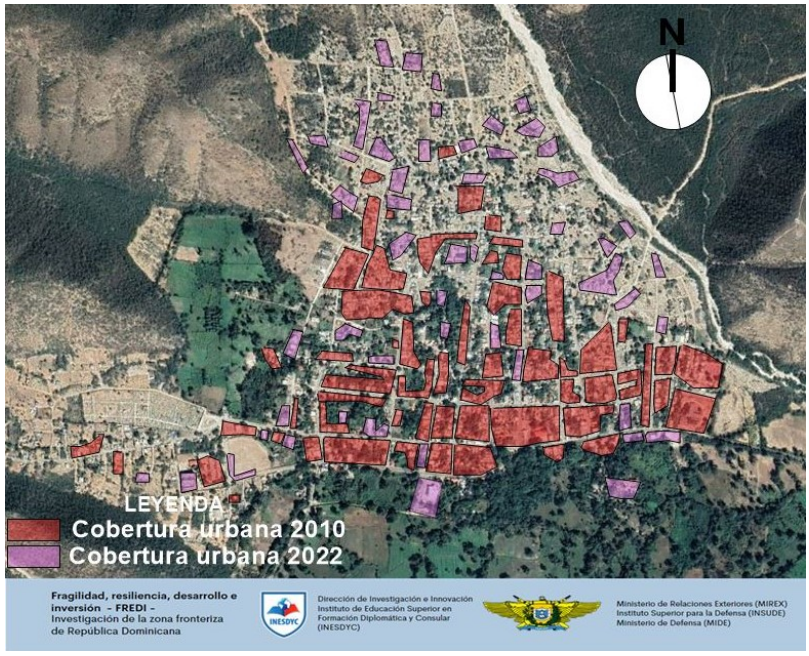 N
LEYENDA
Cobertura urbana 2010
Cobertura urbana 2022
Fragilidad, resiliencia, desarrollo e
inversión - FREDI -
Investigación de la zona fronteriza
de República Dominicana
INESDYC
Dirección de Investigación e Innovación
Instituto de Educación Superior en
Formación Diplomática y Consular
(INESDYC)
Ministerio de Relaciones Exteriores (MIREX)
Instituto Superior para la Defensa (INSUDE)
Ministerio de Defensa (MIDE)